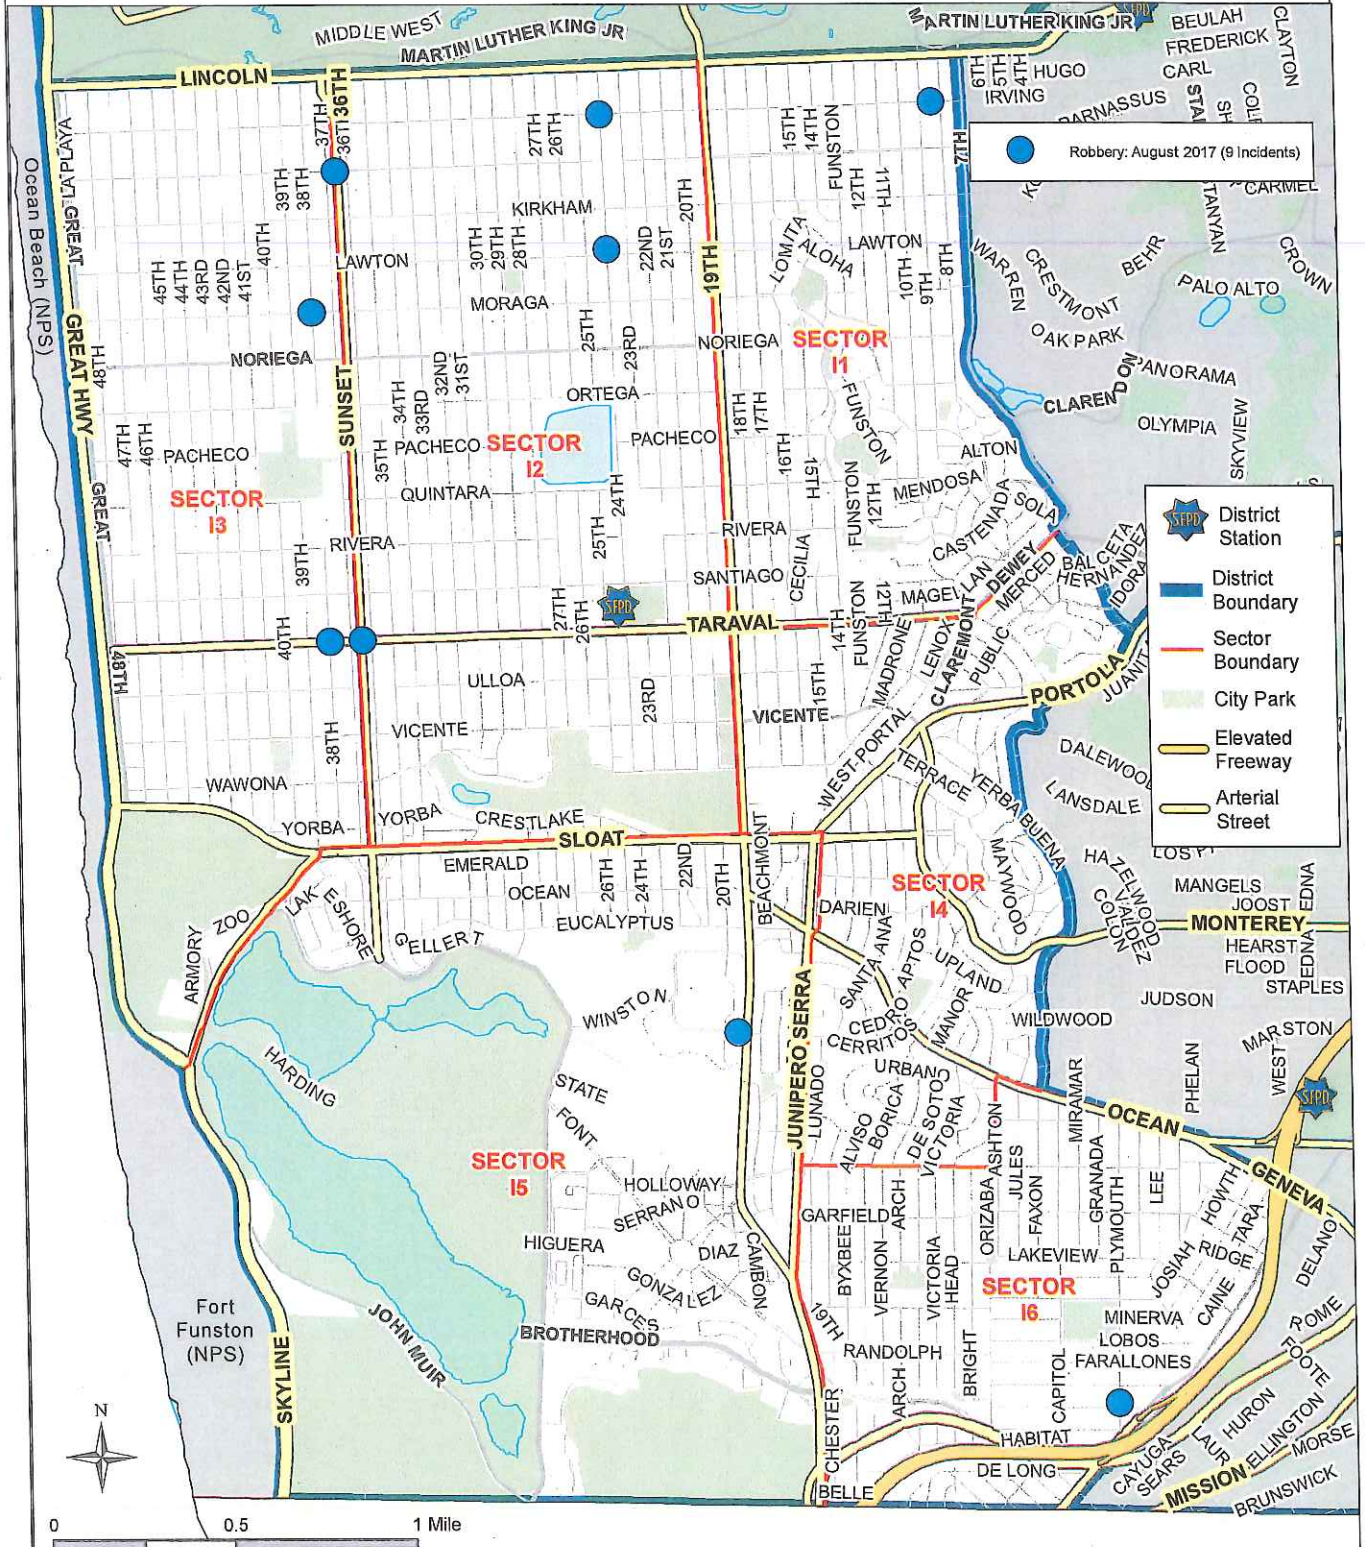 MIDDLE WEST
MARTIN LUTHER KING JR
MARTIN LUTHER KING JR
SFPD
BEULAH
FREDERICK
CLAYTON
CARL
HUGO
IRVING
6TH
5TH
4TH
LINCOLN
36TH
37TH
7TH
Robbery: August 2017 (9 Incidents)
CARMEL
LAPLAYA
GREAT
Ocean Beach (NPS)
39TH
38TH
40TH
45TH
44TH
43RD
42ND
41ST
LAWTON
27TH
26TH
KIRKHAM
30TH
29TH
28TH
MORAGA
22ND
21ST
20TH
19TH
15TH
14TH
FUNSTON
12TH
11TH
LOMITA
ALOHA
LAWTON
10TH
9TH
8TH
WARREN
CRESTMONT
BEHR
OAK PARK
PALO ALTO
CROWN
PANORAMA
CLARENDON
OLYMPIA
SKYVIEW
GREAT HWY
48TH
NORIEGA
SUNSET
32ND
31ST
25TH
23RD
NORIEGA
SECTOR
I1
FUNSTON
ORTEGA
34TH
33RD
18TH
17TH
47TH
46TH
PACHECO
35TH
PACHECO
SECTOR
I2
PACHECO
16TH
15TH
ALTON
MENDOSA
SECTOR
I3
QUINTARA
24TH
FUNSTON
12TH
CASTENADA
SOLA
GREAT
39TH
RIVERA
25TH
RIVERA
CECILIA
SANTIAGO
MAGELLAN
DEWEY
MERCED
BALCETA
HERNANDEZ
IDORA
SFPD
District
Station
District
Boundary
Sector
Boundary
City Park
Elevated
Freeway
Arterial
Street
27TH
26TH
SFPD
TARAVAL
14TH
FUNSTON
12TH
40TH
48TH
ULLOA
23RD
15TH
MADRONE
LENOX
CLAREMONT
PUBLIC
PORTOLA
VICENTE
VICENTE
38TH
WEST PORTAL
DALEWOOD
LANSDALE
WAWONA
TERRACE
YERBA BUENA
YORBA
YORBA
CRESTLAKE
SLOAT
BEACHMONT
EMERALD
OCEAN
26TH
24TH
22ND
20TH
EUCALYPTUS
SECTOR
I4
MAYWOOD
HAZELWOOD
VALDEZ
COLON
MANGELS
JOOST
EDNA
MONTEREY
HEARST
FLOOD
EDNA
STAPLES
ZOO
LAKESHORE
GELLERT
ARMORY
DARIEN
SANTA ANA
APTOS
UPLAND
JUDSON
WINSTON
JUNIPERO SERRA
CEDRO
CERRITOS
MANOR
WILDWOOD
MARSTON
HARDING
STATE
FONT
LUNADO
URBANO
ALVISO
BORICA
DE SOTO
VICTORIA
ASHTON
MIRAMAR
OCEAN
PHELAN
WEST
SFPD
SECTOR
I5
HOLLOWAY
SERRANO
JULES
FAXON
GRANADA
PLYMOUTH
LEE
HOWTH
GENEVA
TARA
GARFIELD
ARCH
ORIZABA
HIGUERA
DIAZ
CAMBON
BYXBEE
VERNON
VICTORIA
HEAD
LAKEVIEW
JOSIAH
RIDGE
DELANO
GONZALEZ
GARCES
SECTOR
I6
CAINE
Fort
Funston
(NPS)
JOHN MUIR
BROTHERHOOD
19TH
MINERVA
LOBOS
FARALLONES
ROME
FOOTE
RANDOLPH
SKYLINE
BRIGHT
CAPITOL
N
CHESTER
ARCH
HABITAT
HURON
LAUR
ELLINGTON
MORSE
DE LONG
CAYUGA
SEARS
MISSION
BRUNSWICK
BELLE
0
0.5
1 Mile